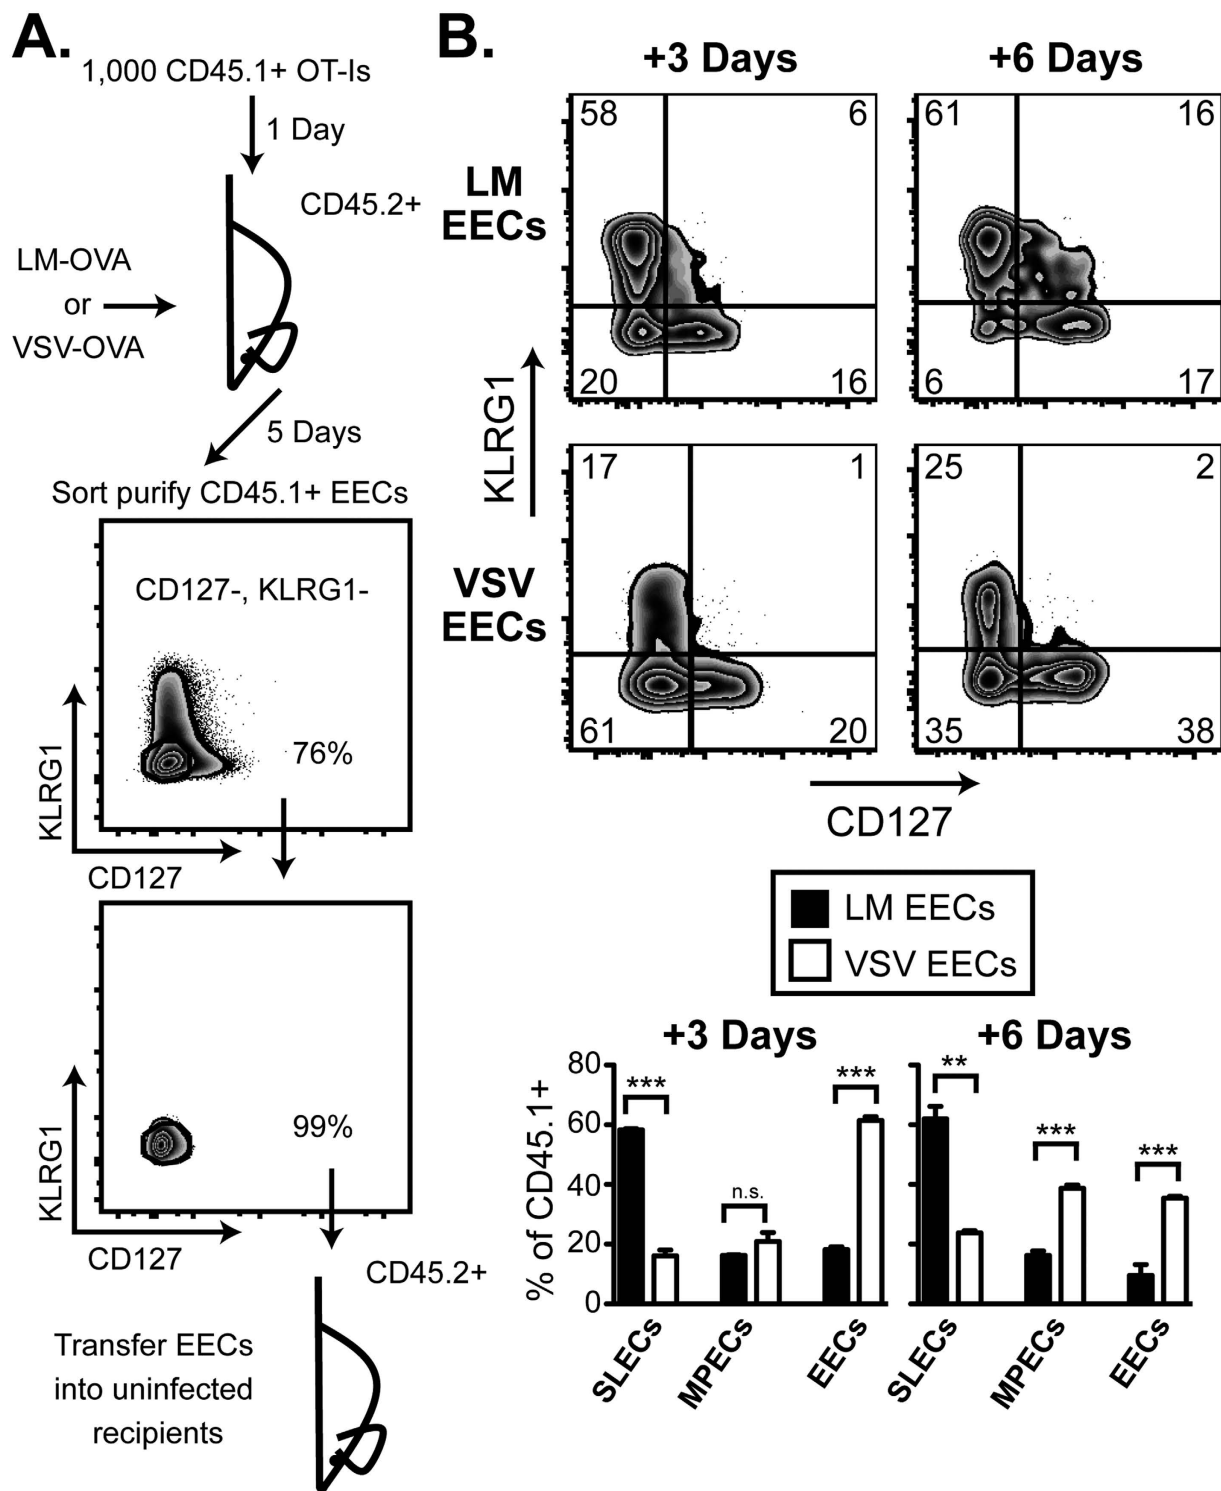 A.
1,000 CD45.1+ OT-Is
1 Day
CD45.2+
LM-OVA
or
VSV-OVA
5 Days
Sort purify CD45.1+ EECs
CD127-, KLRG1-
76%
KLRG1
CD127
99%
KLRG1
CD127
CD45.2+
Transfer EECs
into uninfected
recipients
B.
+3 Days
+6 Days
LM
EECs
58
6
20
16
61
16
6
17
KLRG1
VSV
EECs
17
1
61
20
25
2
35
38
CD127
LM EECs
VSV EECs
+3 Days
+6 Days
% of CD45.1+
80
60
40
20
0
***
n.s.
***
**
***
***
SLECs
MPECs
EECs
SLECs
MPECs
EECs